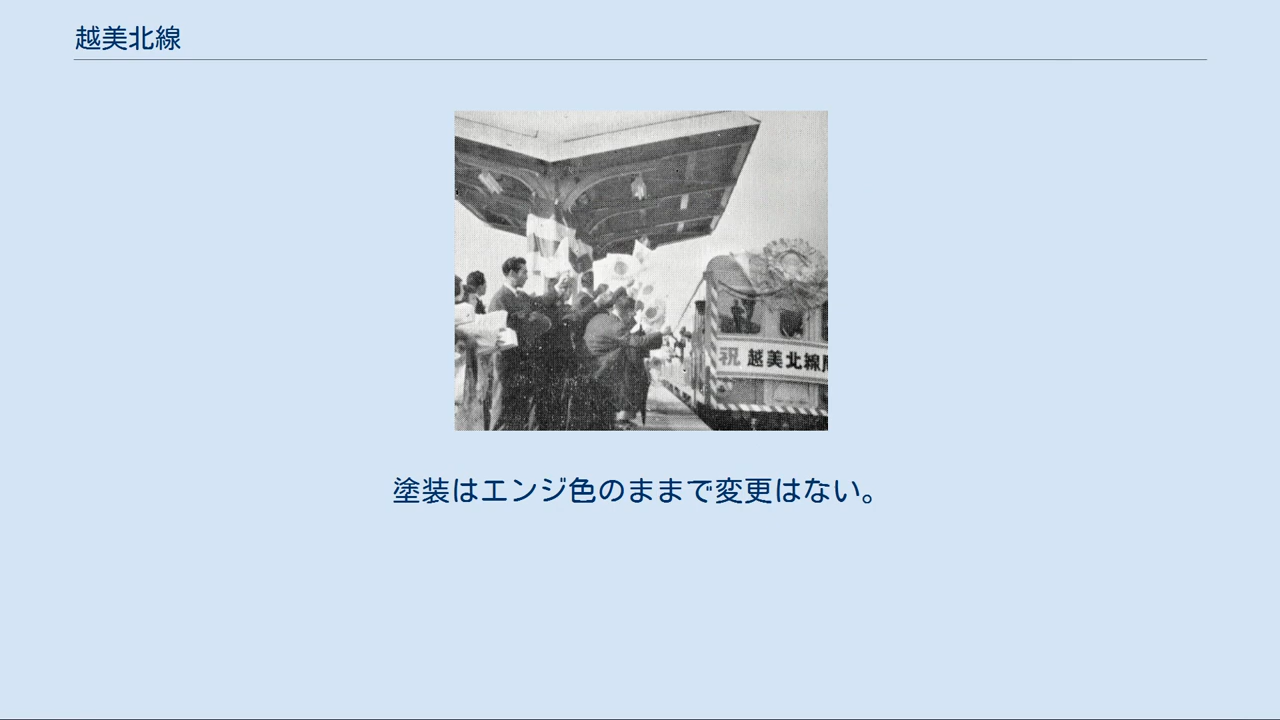 越美北線
祝 越美北線
塗装はエンジ色のままで変更はない。